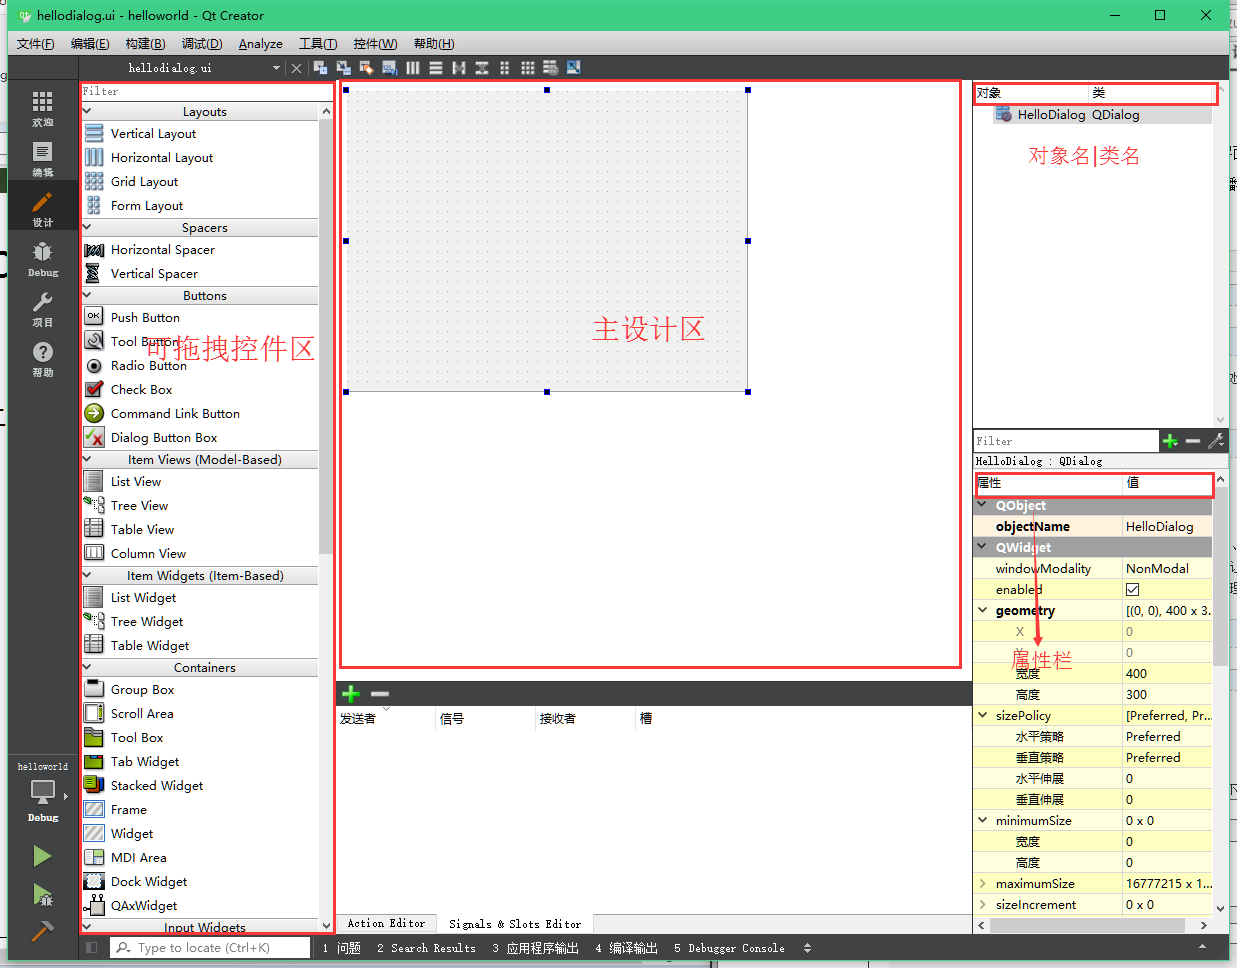 hellodialog.ui - helloworld - Qt Creator
文件(F) 编辑(E) 构建(B) 调试(D) Analyze 工具(T) 控件(W) 帮助(H)
hellodialog.ui
欢迎
编辑
设计
Debug
项目
帮助
helloworld
Debug
Filter
Layouts
Vertical Layout
Horizontal Layout
Grid Layout
Form Layout
Spacers
Horizontal Spacer
Vertical Spacer
Buttons
OK Push Button
Tool Button
可拖拽控件区
Radio Button
Check Box
Command Link Button
Dialog Button Box
Item Views (Model-Based)
List View
Tree View
Table View
Column View
Item Widgets (Item-Based)
List Widget
Tree Widget
Table Widget
Containers
Group Box
Scroll Area
Tool Box
Tab Widget
Stacked Widget
Frame
Widget
MDI Area
Dock Widget
QAxWidget
Input Widgets
主设计区
发送者 信号 接收者 槽
Action Editor Signals & Slots Editor
对象 类
HelloDialog QDialog
对象名|类名
Filter
HelloDialog : QDialog
属性 值
QObject
objectName HelloDialog
QWidget
windowModality NonModal
enabled
geometry [(0, 0), 400 x 3...
X 0
Y 0
属性栏
宽度 400
高度 300
sizePolicy [Preferred, Pr...
水平策略 Preferred
垂直策略 Preferred
水平伸展 0
垂直伸展 0
minimumSize 0 x 0
宽度 0
高度 0
maximumSize 16777215 x 1...
sizeIncrement 0 x 0
Type to locate (Ctrl+K) 1 问题 2 Search Results 3 应用程序输出 4 编译输出 5 Debugger Console